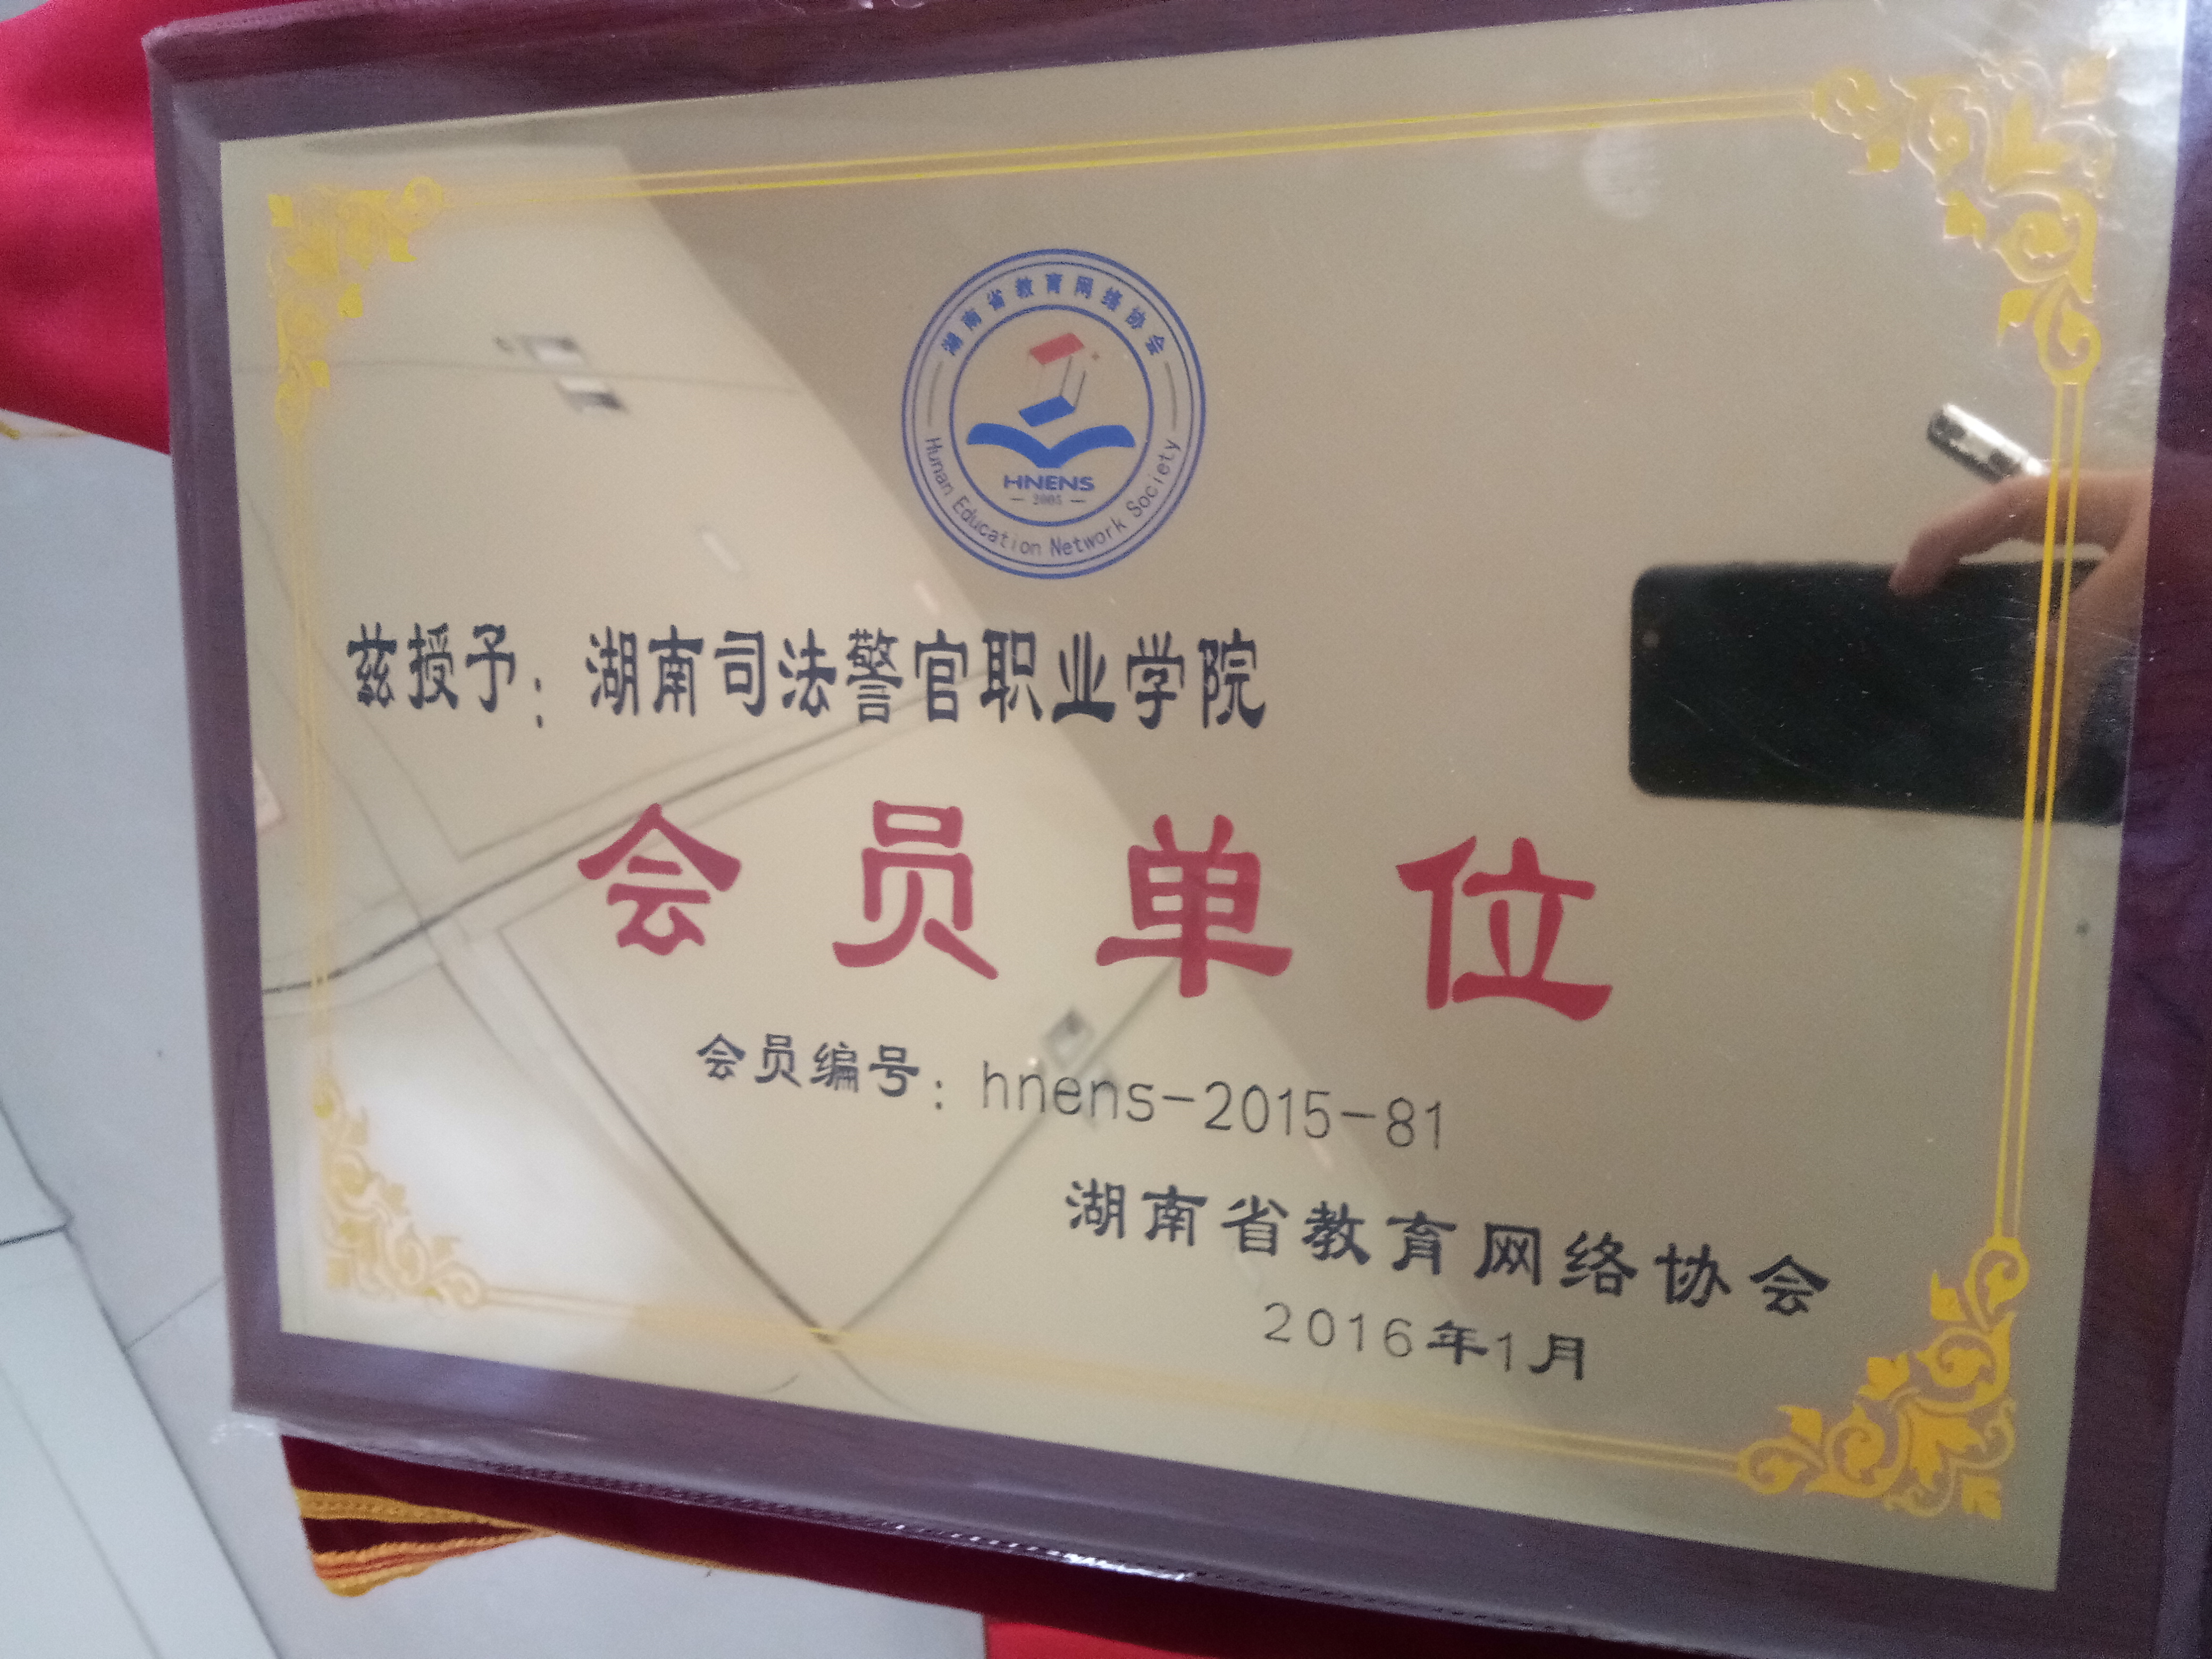 湖南省教育网络协会
HNENS
2005
Hunan Education Network Society
兹授予：湖南司法警官职业学院
会员单位
会员编号：hnens-2015-81
湖南省教育网络协会
2016年1月